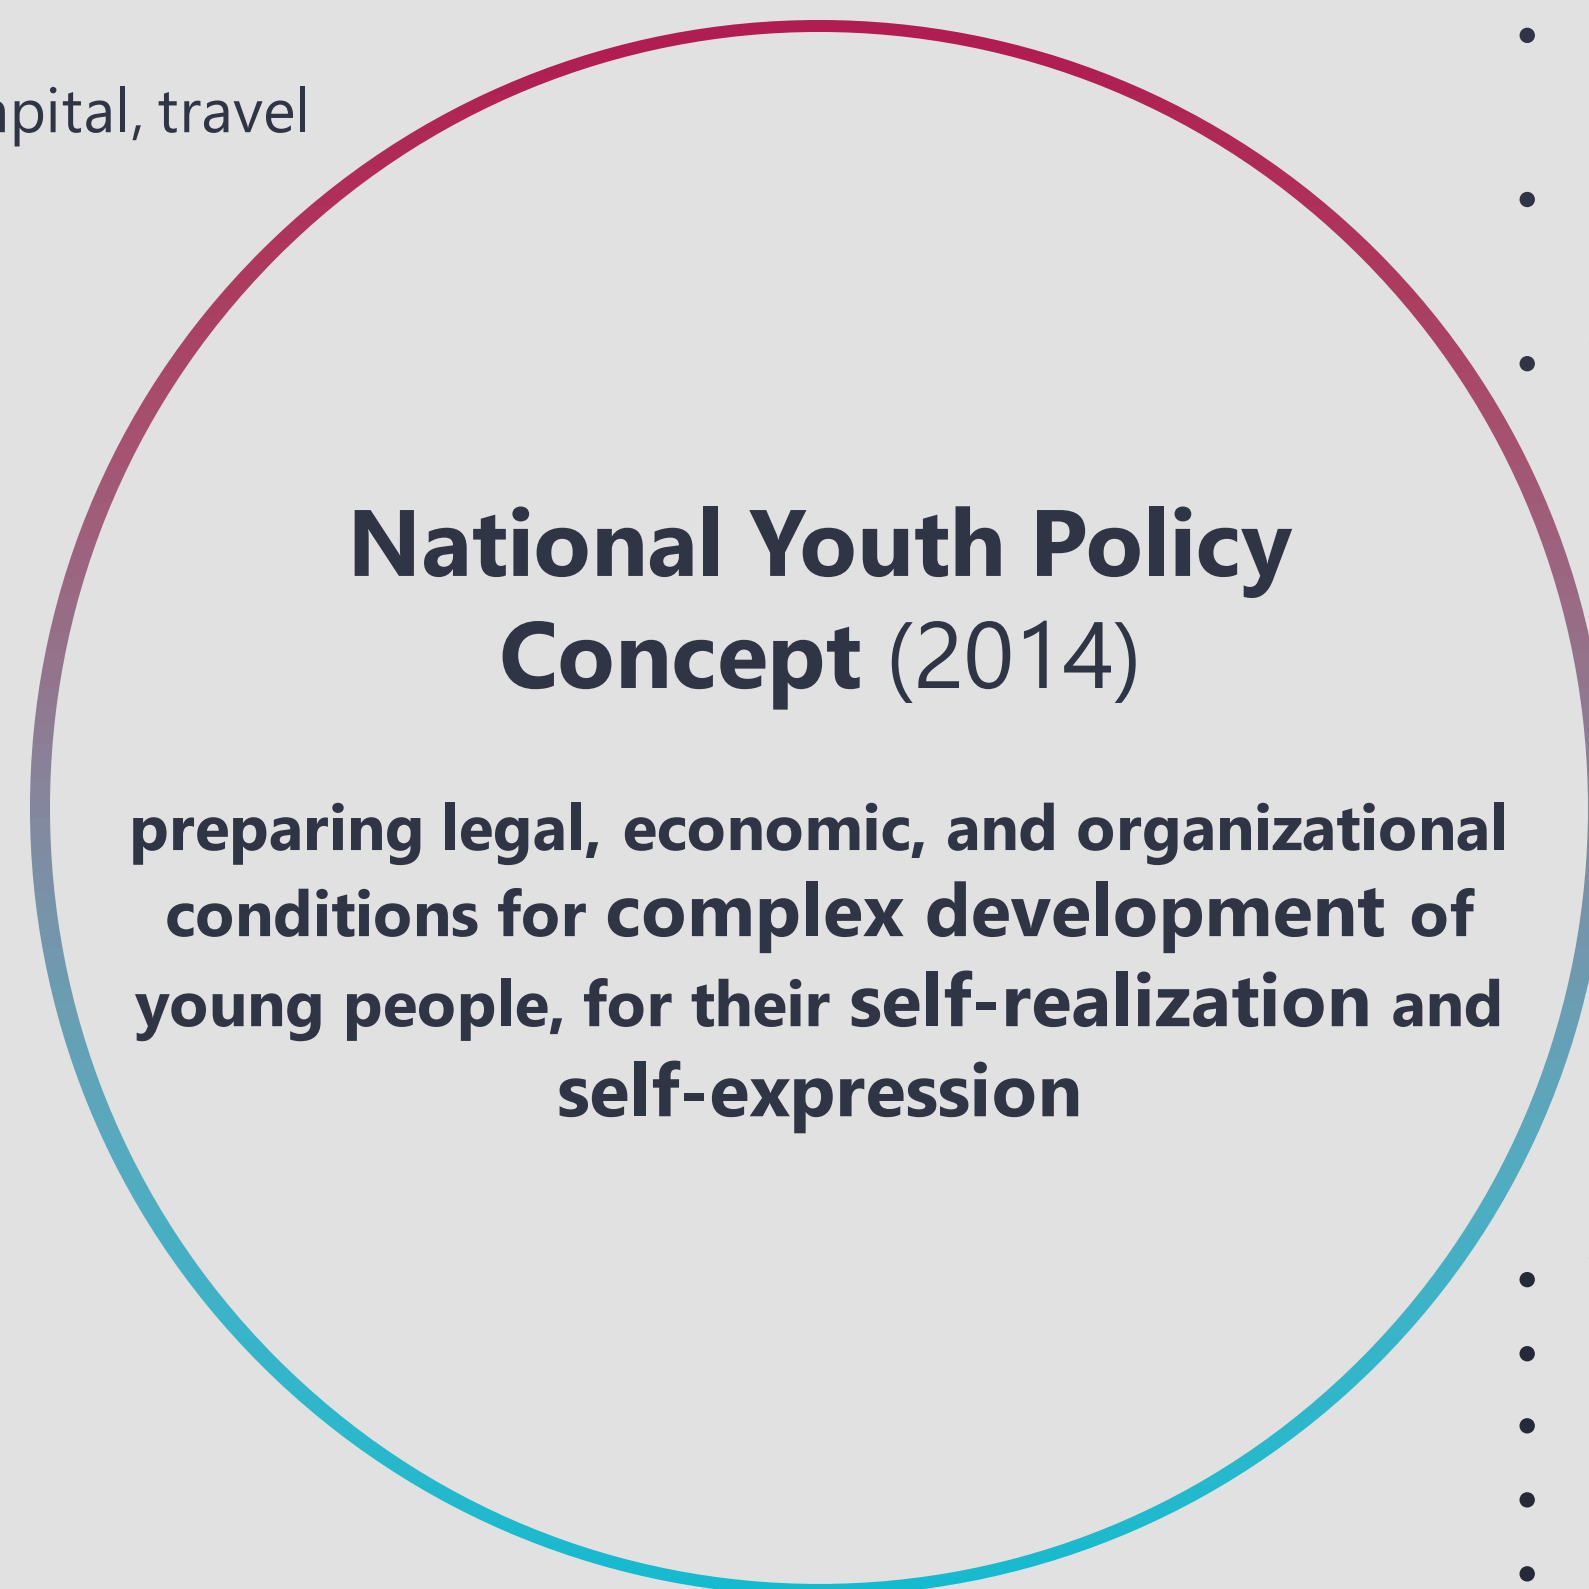 travel
National Youth Policy
Concept (2014)
preparing legal, economic, and organizational
conditions for complex development of
young people, for their self-realization and
self-expression